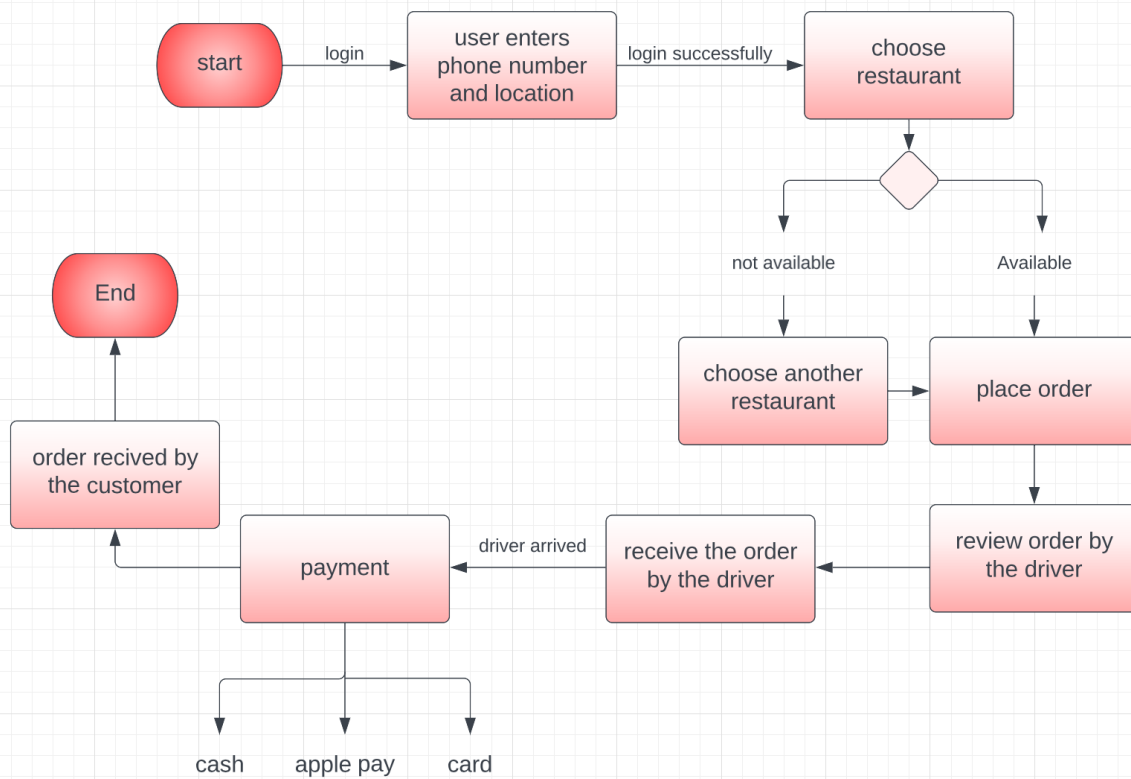 start
login
user enters
phone number
and location
login successfully
choose
restaurant
not available
Available
End
choose another
restaurant
place order
order recived by
the customer
payment
driver arrived
receive the order
by the driver
review order by
the driver
cash
apple pay
card